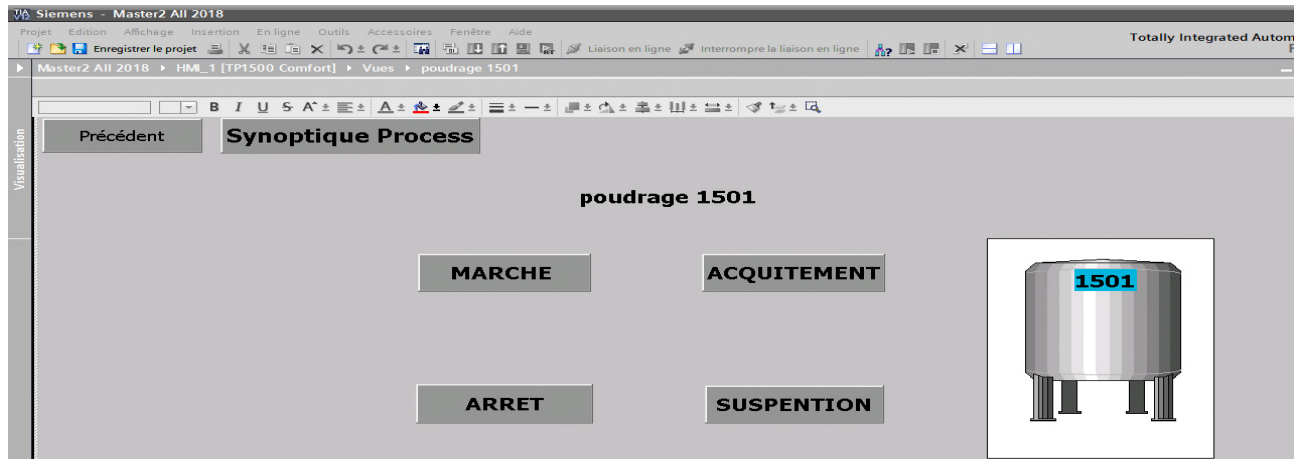 Siemens - Master2 All 2018
Projet Edition Affichage Insertion En ligne Outils Accessoires Fenêtre Aide
Enregistrer le projet Liaison en ligne Interrompre la liaison en ligne
Totally Integrated Autom
Master2 All 2018 HMI_1 [TP1500 Comfort] Vues poudrage 1501
B I U S A A
Visualisation
Précédent Synoptique Process
poudrage 1501
MARCHE ACQUITEMENT
1501
ARRET SUSPENTION